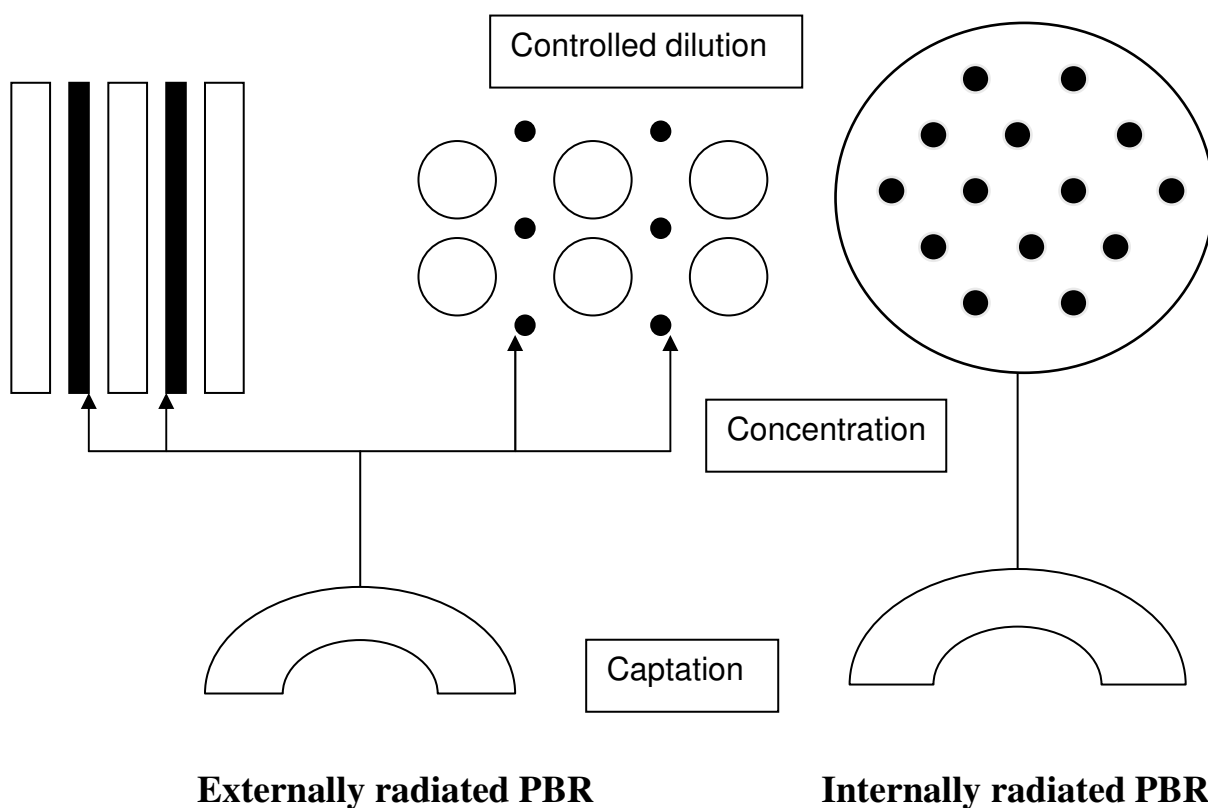 Controlled dilution
Concentration
Captation
Externally radiated PBR
Internally radiated PBR